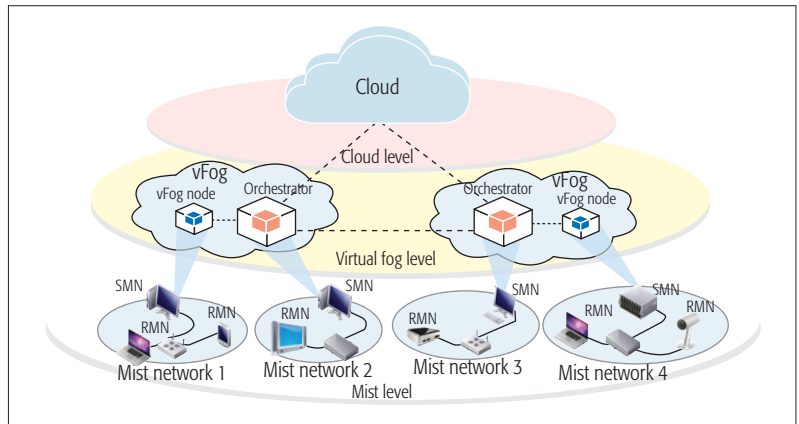 Cloud
Cloud level
vFog
vFog node
Orchestrator
Orchestrator
vFog
vFog node
Virtual fog level
SMN
RMN
RMN
Mist network 1
SMN
RMN
Mist network 2
SMN
RMN
Mist network 3
SMN
RMN
RMN
Mist network 4
Mist level